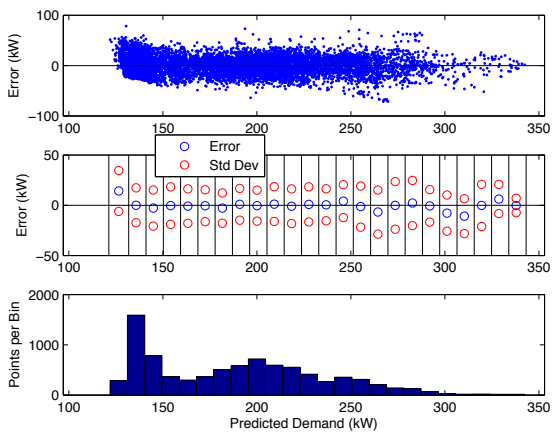 100
0
−100
Error (kW)
100 150 200 250 300 350
Error
Std Dev
50
0
−50
Error (kW)
100 150 200 250 300 350
2000
1000
0
Points per Bin
100 150 200 250 300 350
Predicted Demand (kW)